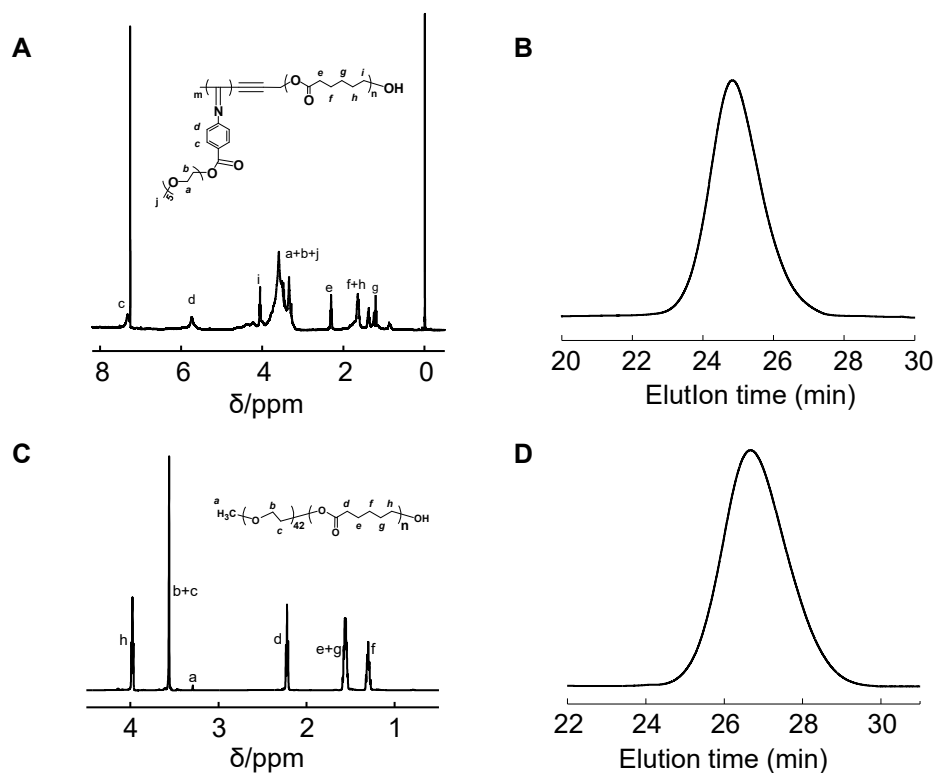 A
m
e
g
i
O
O
f
h
n
OH
N
d
c
b
O
O
O
a
j
5
a+b+j
c
d
i
e
f+h
g
8 6 4 2 0
δ/ppm
B
20 22 24 26 28 30
ElutIon time (min)
C
a
b
d
f
h
H₃C
O
O
OH
c
42
O
e
g
n
b+c
h
a
d
e+g
f
4 3 2 1
δ/ppm
D
22 24 26 28 30
Elution time (min)